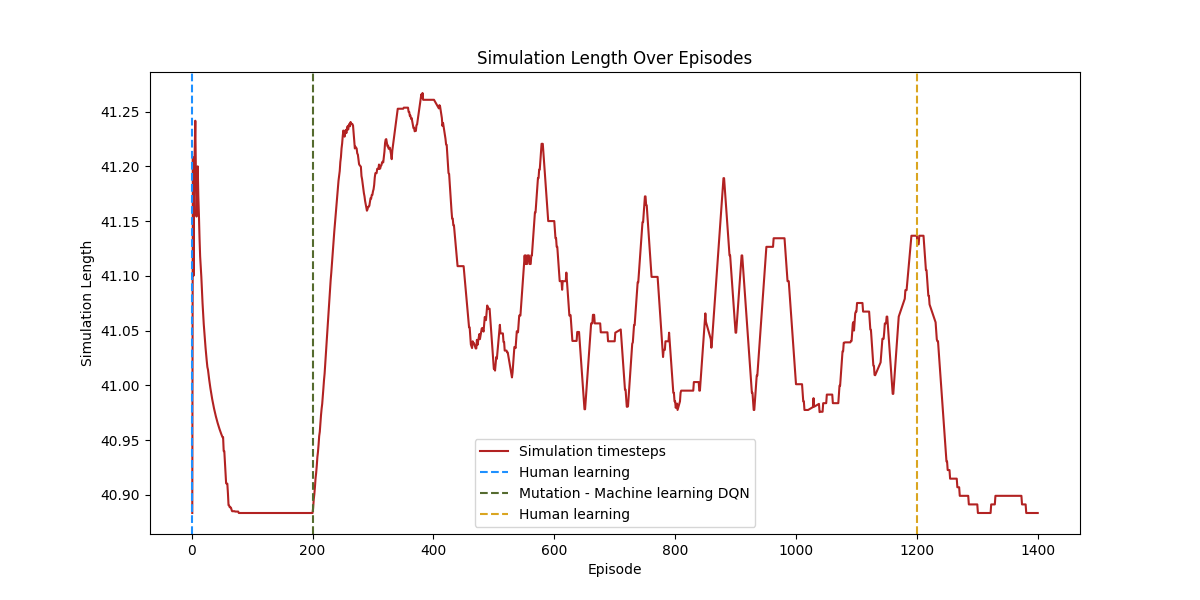 Simulation Length Over Episodes
Simulation Length
41.25
41.20
41.15
41.10
41.05
41.00
40.95
40.90
Simulation timesteps
Human learning
Mutation - Machine learning DQN
Human learning
0 200 400 600 800 1000 1200 1400
Episode